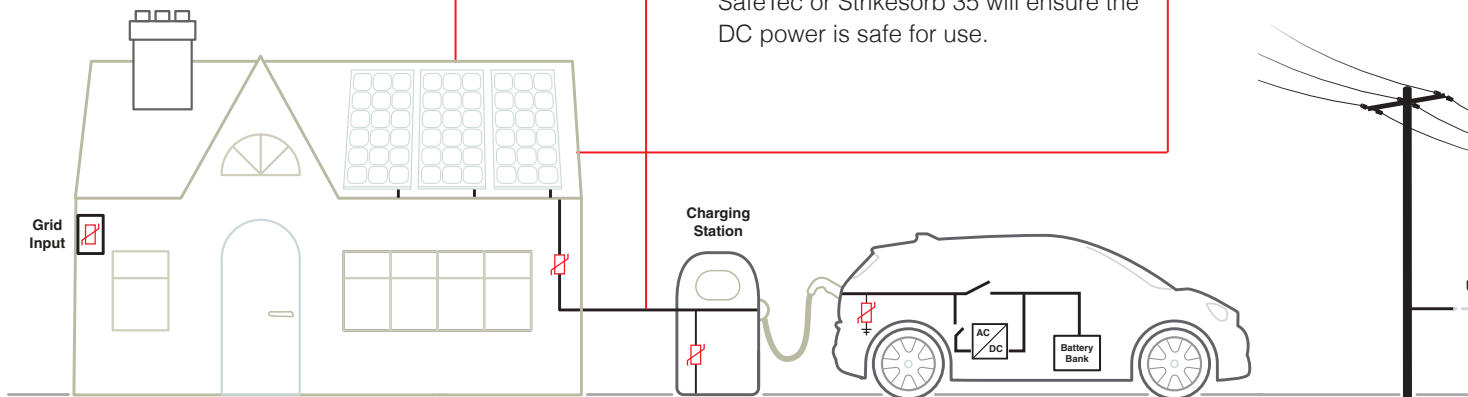 SafeTec or Strikesorb 35 will ensure the
DC power is safe for use.
Grid
Input
Charging
Station
AC
DC
Battery
Bank